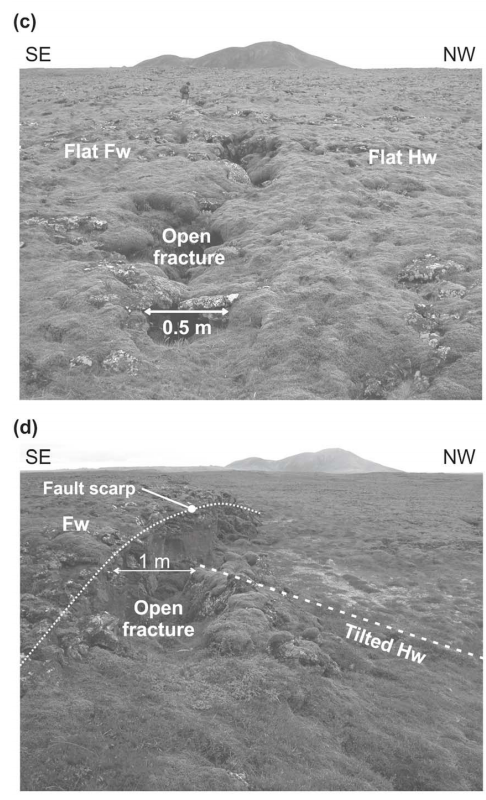 (c)
SE NW
Flat Fw Flat Hw
Open
fracture
0.5 m
(d)
SE NW
Fault scarp
Fw
1 m
Open
fracture
Tilted Hw